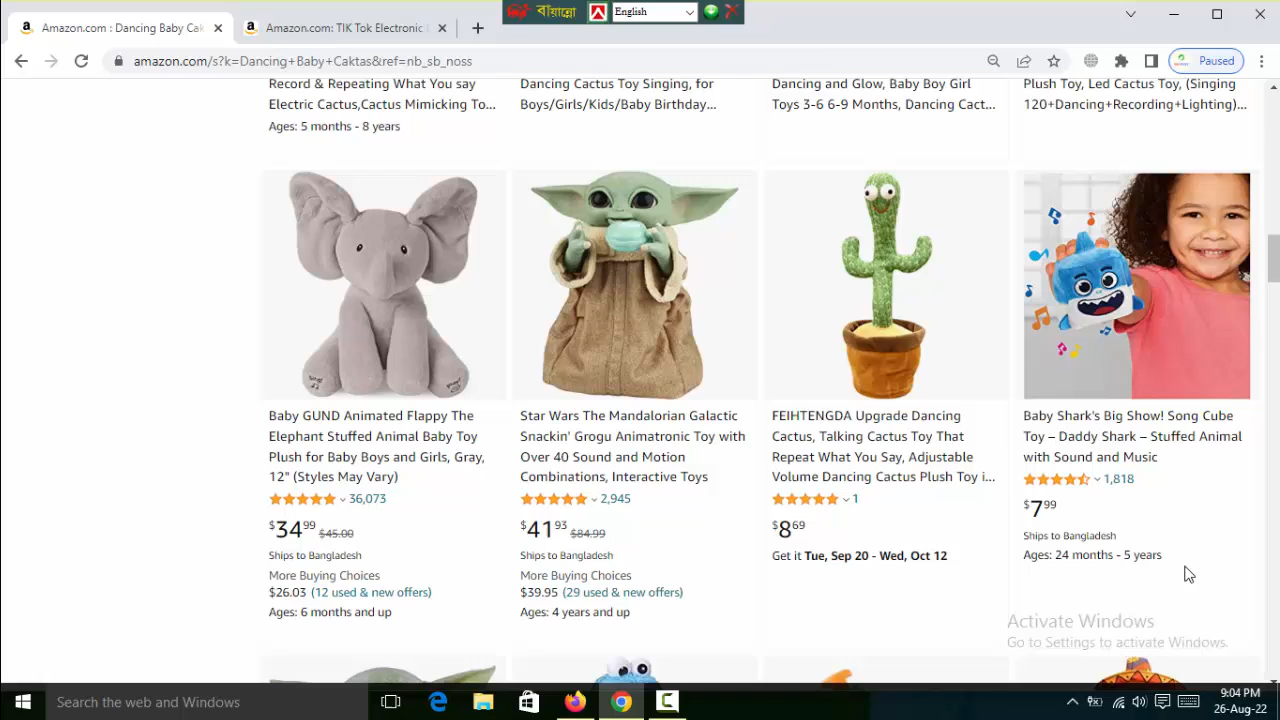 বায়ান্নো
English
Amazon.com : Dancing Baby Cak
Amazon.com: TIK Tok Electronic
amazon.com/s?k=Dancing+Baby+Caktas&ref=nb_sb_noss
Paused
Record & Repeating What You say
Electric Cactus,Cactus Mimicking To...
Ages: 5 months - 8 years
Dancing Cactus Toy Singing, for
Boys/Girls/Kids/Baby Birthday...
Dancing and Glow, Baby Boy Girl
Toys 3-6 6-9 Months, Dancing Cact...
Plush Toy, Led Cactus Toy, (Singing
120+Dancing+Recording+Lighting)...
Baby GUND Animated Flappy The
Elephant Stuffed Animal Baby Toy
Plush for Baby Boys and Girls, Gray,
12" (Styles May Vary)
36,073
$34.99 $45.00
Ships to Bangladesh
More Buying Choices
$26.03 (12 used & new offers)
Ages: 6 months and up
Star Wars The Mandalorian Galactic
Snackin' Grogu Animatronic Toy with
Over 40 Sound and Motion
Combinations, Interactive Toys
2,945
$41.93 $84.99
Ships to Bangladesh
More Buying Choices
$39.95 (29 used & new offers)
Ages: 4 years and up
FEIHTENGDA Upgrade Dancing
Cactus, Talking Cactus Toy That
Repeat What You Say, Adjustable
Volume Dancing Cactus Plush Toy i...
1
$8.69
Get it Tue, Sep 20 - Wed, Oct 12
Baby Shark's Big Show! Song Cube
Toy – Daddy Shark – Stuffed Animal
with Sound and Music
1,818
$7.99
Ships to Bangladesh
Ages: 24 months - 5 years
Activate Windows
Go to Settings to activate Windows.
Search the web and Windows
9:04 PM
26-Aug-22